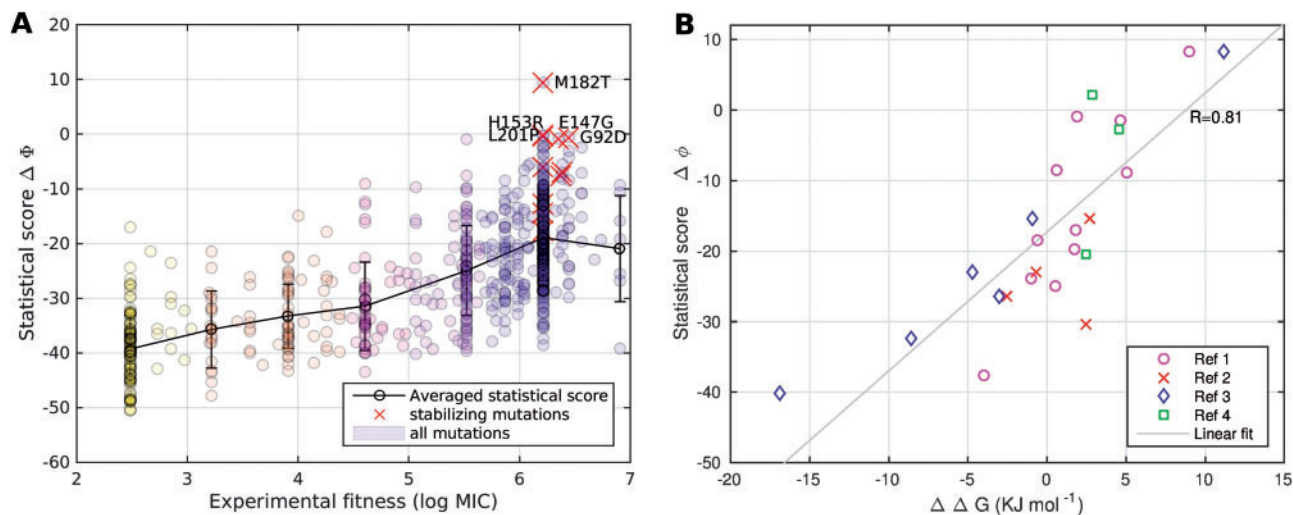 A
Statistical score Δ Φ
20
10
0
-10
-20
-30
-40
-50
-60
M182T
H153R E147G
L201P G92D
Averaged statistical score
stabilizing mutations
all mutations
2 3 4 5 6 7
Experimental fitness (log MIC)
B
Statistical score Δ ϕ
10
0
-10
-20
-30
-40
-50
R=0.81
Ref 1
Ref 2
Ref 3
Ref 4
Linear fit
-20 -15 -10 -5 0 5 10 15
Δ Δ G (KJ mol -1)